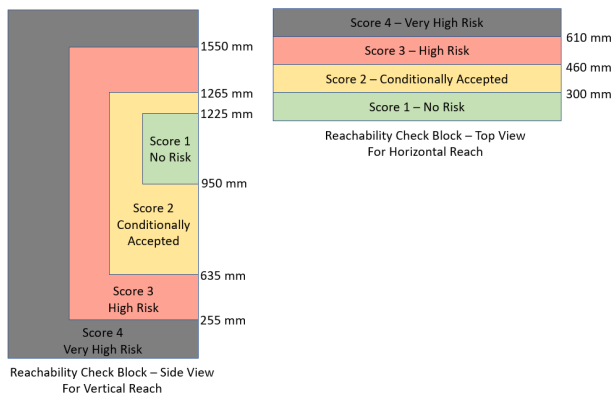 1550 mm
1265 mm
1225 mm
Score 1
No Risk
950 mm
Score 2
Conditionally
Accepted
635 mm
Score 3
High Risk
255 mm
Score 4
Very High Risk
Reachability Check Block – Side View
For Vertical Reach
Score 4 – Very High Risk
610 mm
Score 3 – High Risk
460 mm
Score 2 – Conditionally Accepted
300 mm
Score 1 – No Risk
Reachability Check Block – Top View
For Horizontal Reach